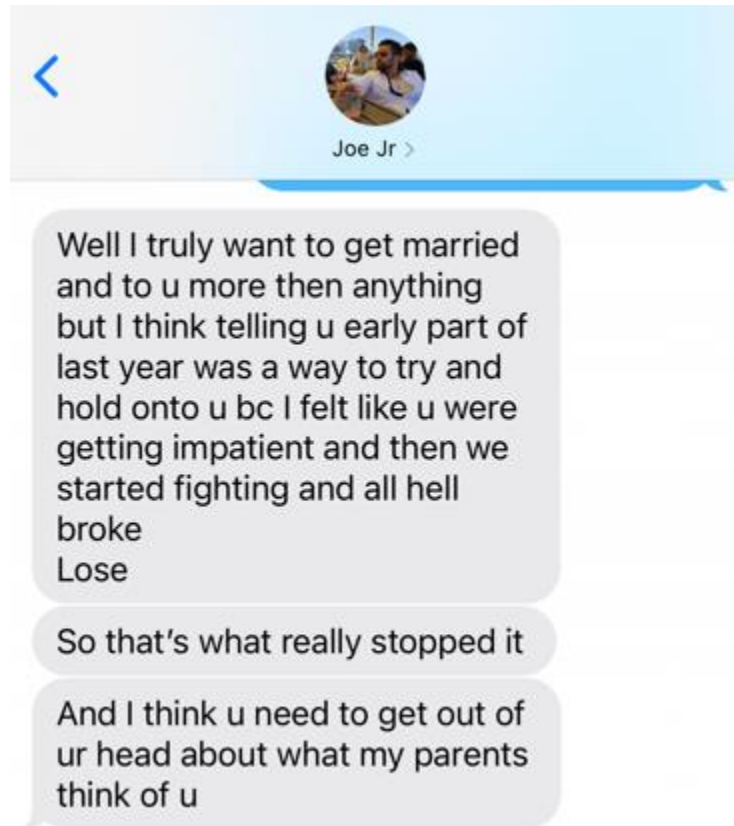 Joe Jr >
Well I truly want to get married
and to u more then anything
but I think telling u early part of
last year was a way to try and
hold onto u bc I felt like u were
getting impatient and then we
started fighting and all hell
broke
Lose
So that's what really stopped it
And I think u need to get out of
ur head about what my parents
think of u